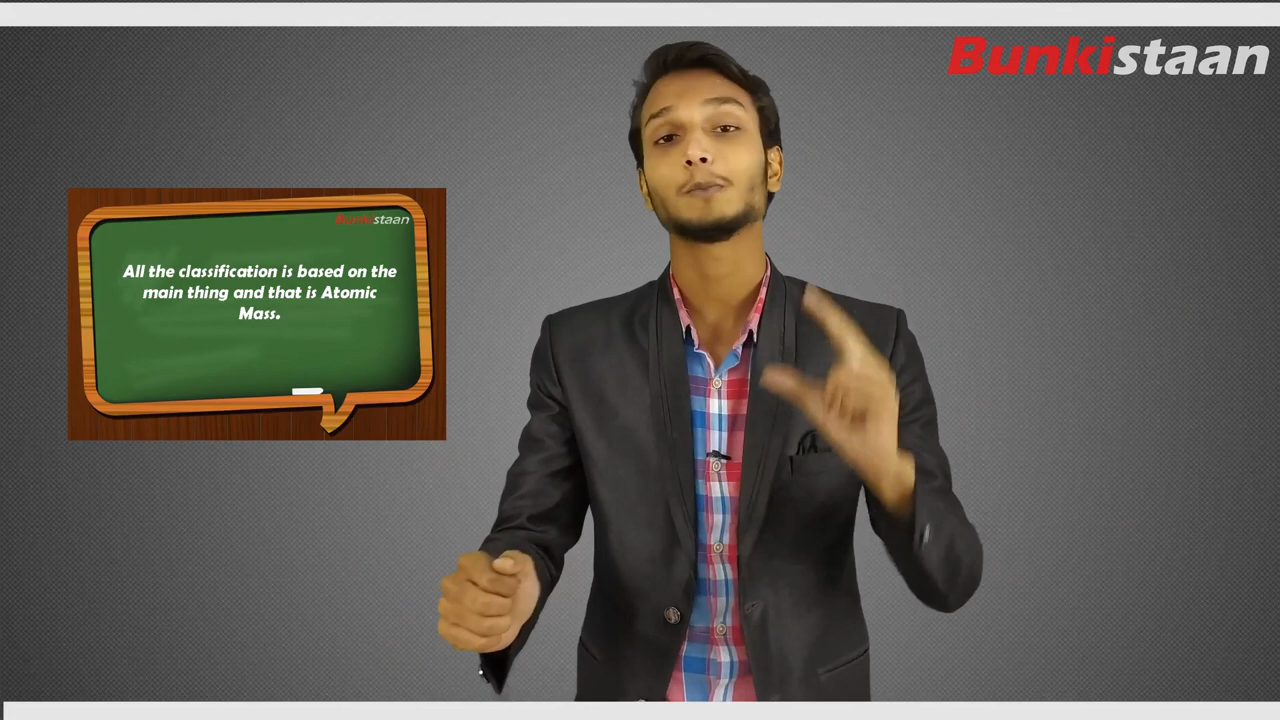 Bunkistaan
Bunkistaan
All the classification is based on the
main thing and that is Atomic
Mass.